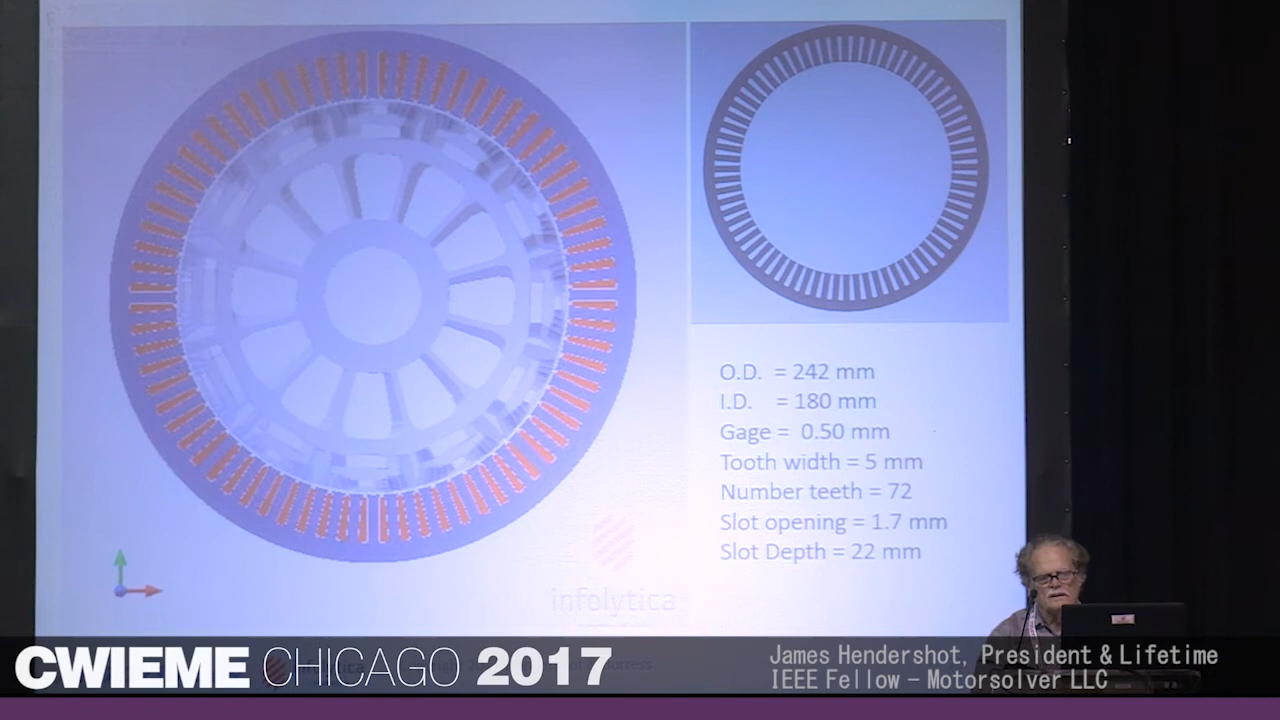 O.D. = 242 mm
I.D. = 180 mm
Gage = 0.50 mm
Tooth width = 5 mm
Number teeth = 72
Slot opening = 1.7 mm
Slot Depth = 22 mm
infolytica
CWIEME CHICAGO 2017
James Hendershot, President & Lifetime
IEEE Fellow – Motorsolver LLC